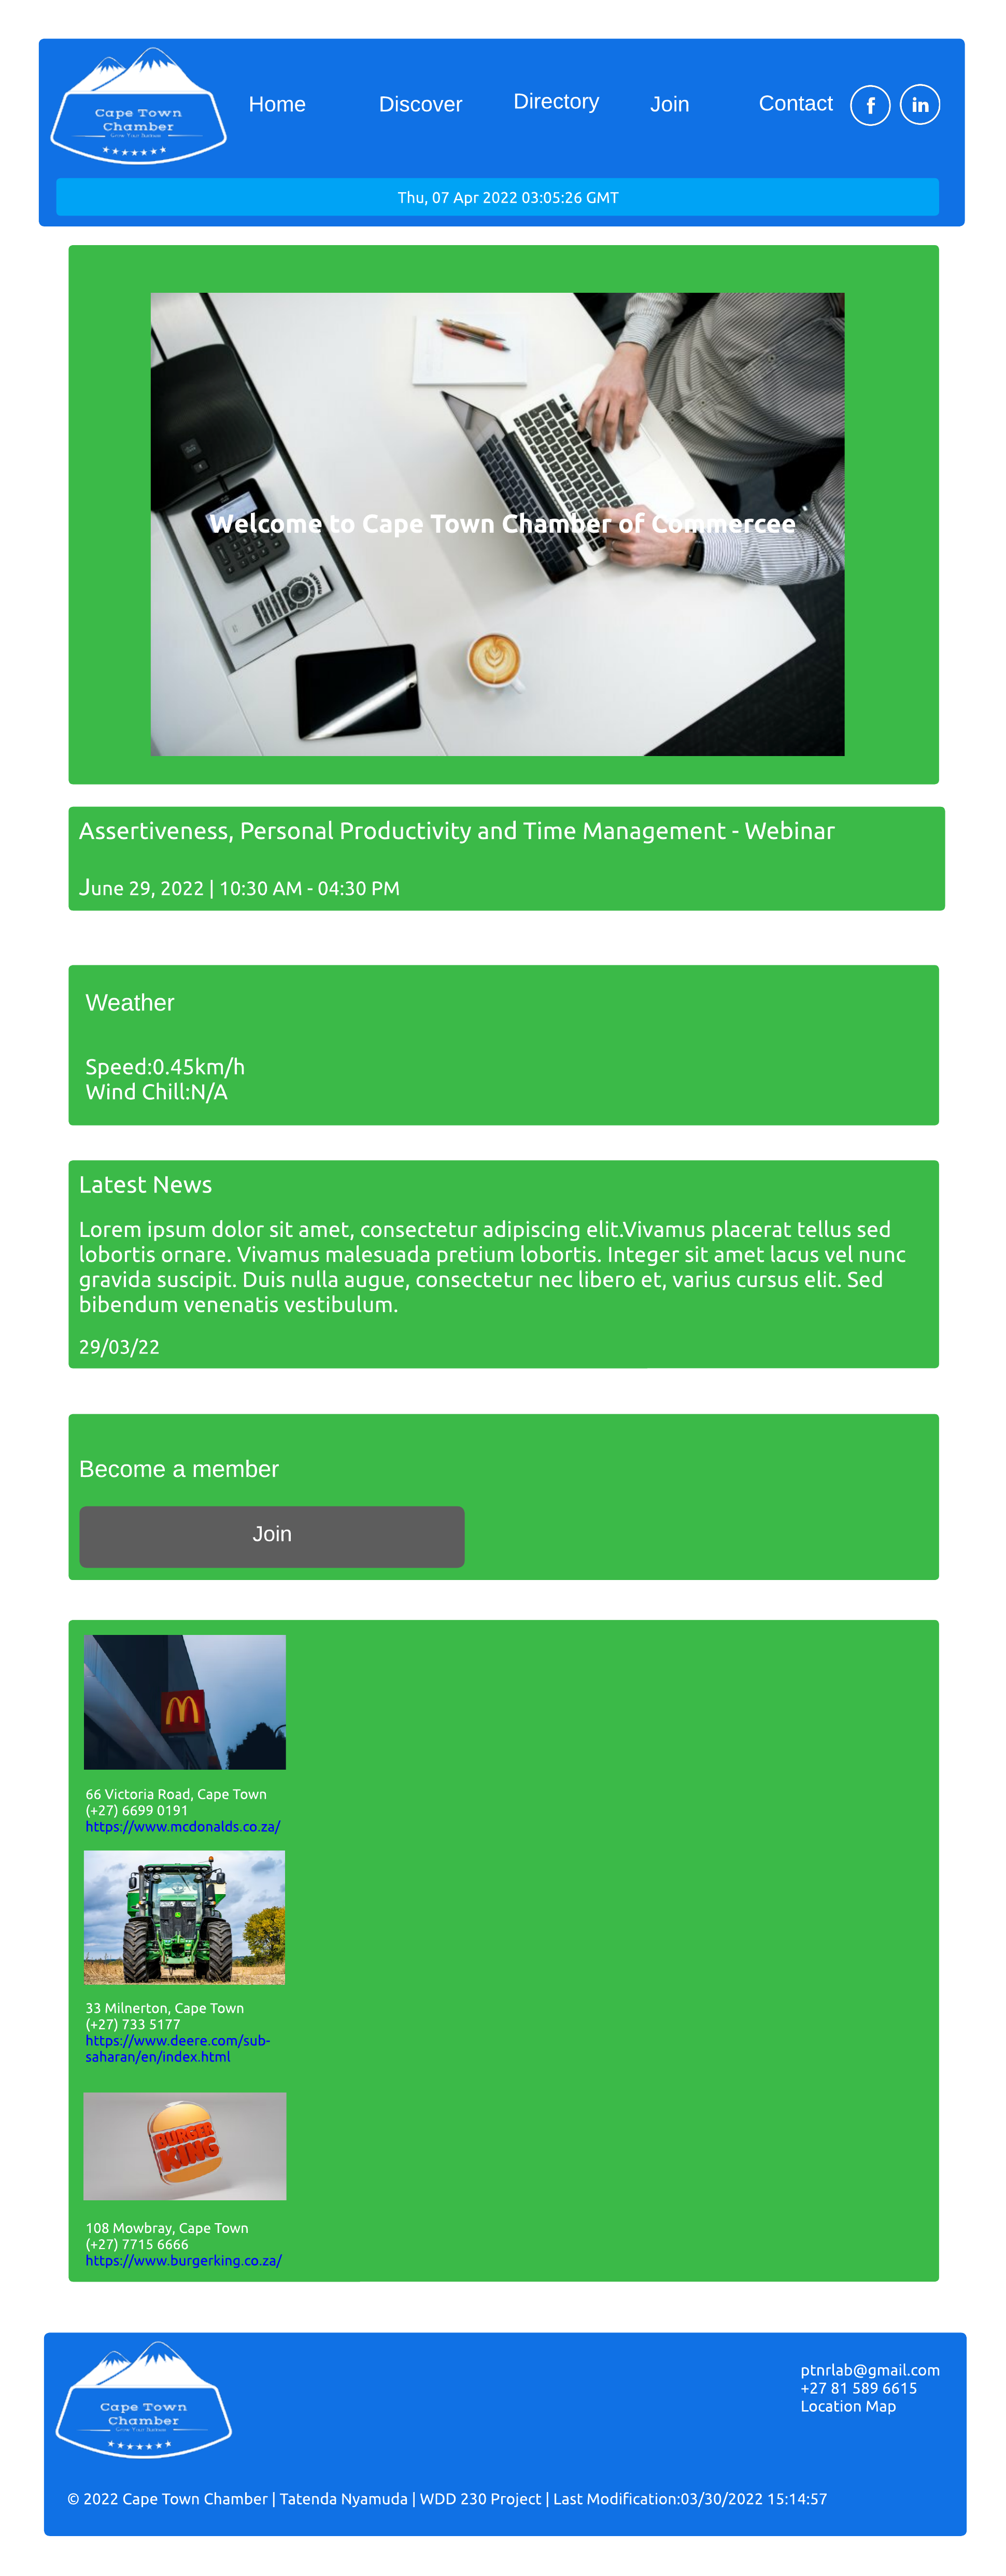 Cape Town
Chamber
Grow Your Business
Home
Discover
Directory
Join
Contact
f
in
Thu, 07 Apr 2022 03:05:26 GMT
Welcome to Cape Town Chamber of Commercee
Assertiveness, Personal Productivity and Time Management - Webinar
June 29, 2022 | 10:30 AM - 04:30 PM
Weather
Speed:0.45km/h
Wind Chill:N/A
Latest News
Lorem ipsum dolor sit amet, consectetur adipiscing elit.Vivamus placerat tellus sed
lobortis ornare. Vivamus malesuada pretium lobortis. Integer sit amet lacus vel nunc
gravida suscipit. Duis nulla augue, consectetur nec libero et, varius cursus elit. Sed
bibendum venenatis vestibulum.
29/03/22
Become a member
Join
66 Victoria Road, Cape Town
(+27) 6699 0191
https://www.mcdonalds.co.za/
33 Milnerton, Cape Town
(+27) 733 5177
https://www.deere.com/sub-
saharan/en/index.html
BURGER
KING
108 Mowbray, Cape Town
(+27) 7715 6666
https://www.burgerking.co.za/
Cape Town
Chamber
Grow Your Business
ptnrlab@gmail.com
+27 81 589 6615
Location Map
© 2022 Cape Town Chamber | Tatenda Nyamuda | WDD 230 Project | Last Modification:03/30/2022 15:14:57